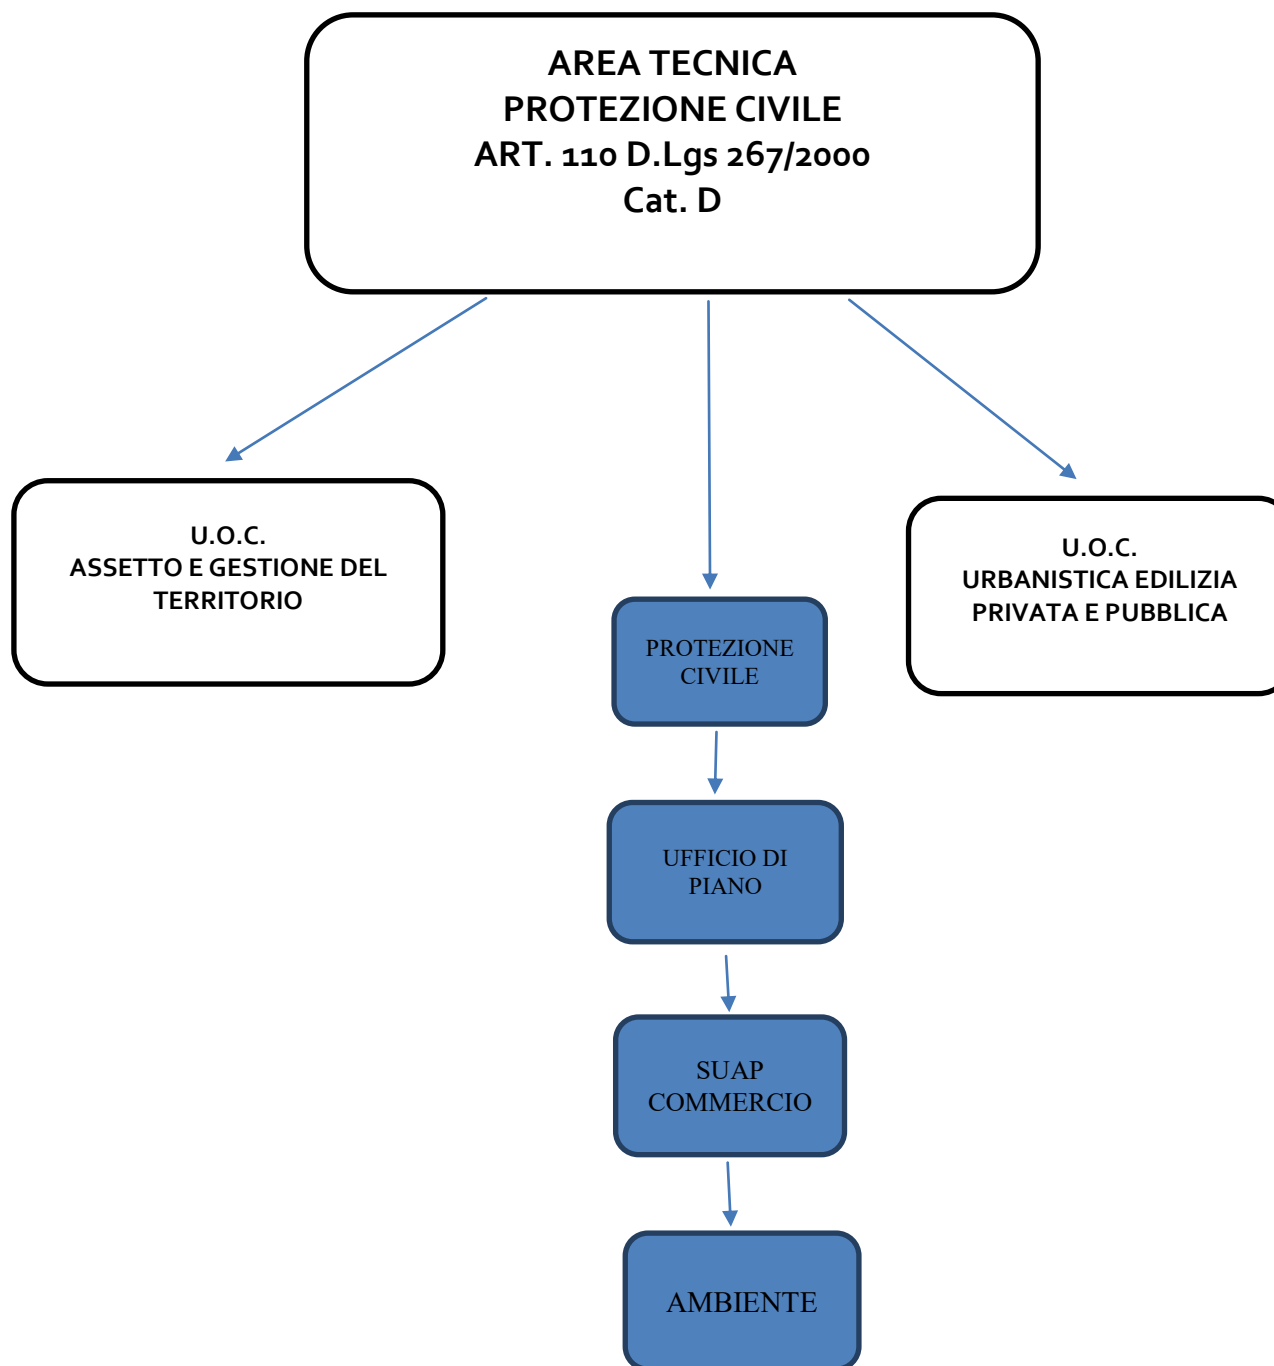 AREA TECNICA
PROTEZIONE CIVILE
ART. 110 D.Lgs 267/2000
Cat. D
U.O.C.
ASSETTO E GESTIONE DEL
TERRITORIO
U.O.C.
URBANISTICA EDILIZIA
PRIVATA E PUBBLICA
PROTEZIONE
CIVILE
UFFICIO DI
PIANO
SUAP
COMMERCIO
AMBIENTE